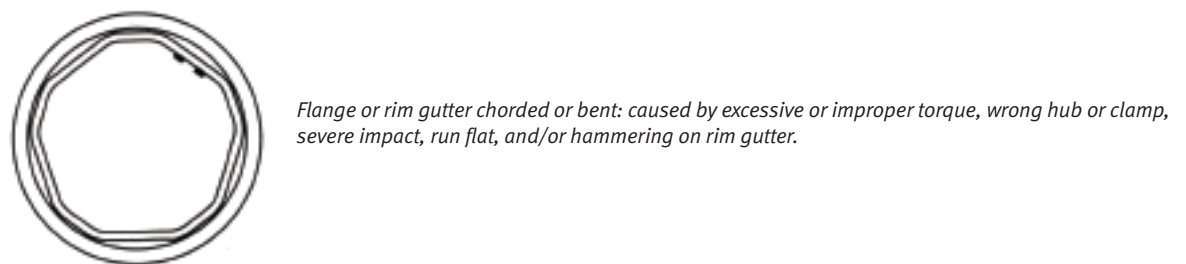 Flange or rim gutter chorded or bent: caused by excessive or improper torque, wrong hub or clamp,
severe impact, run flat, and/or hammering on rim gutter.